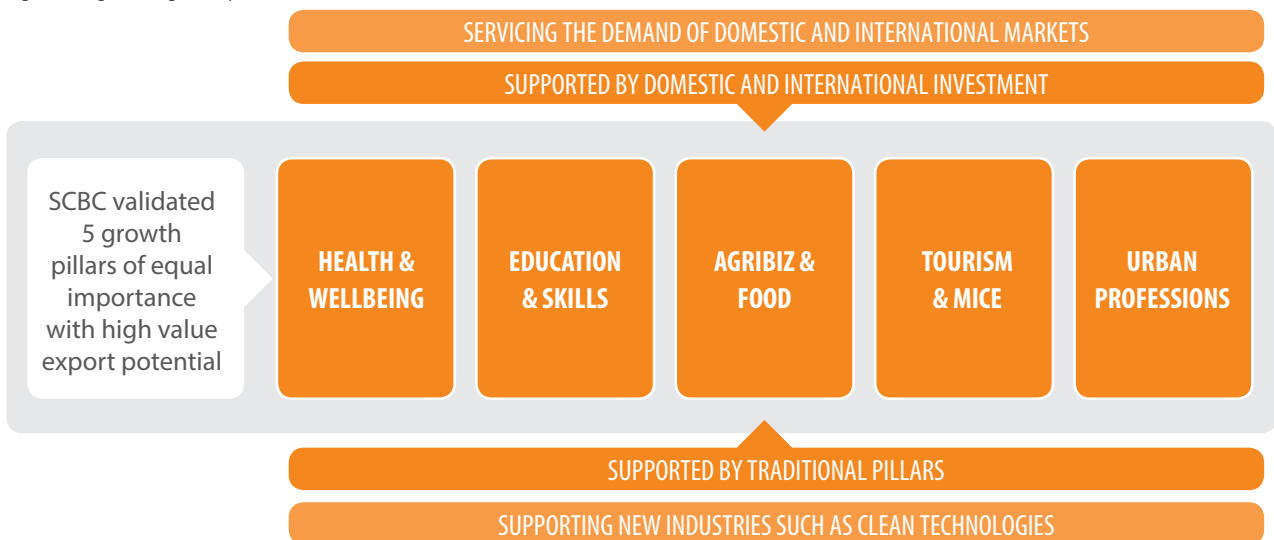 SERVICING THE DEMAND OF DOMESTIC AND INTERNATIONAL MARKETS
SUPPORTED BY DOMESTIC AND INTERNATIONAL INVESTMENT
SCBC validated
5 growth
pillars of equal
importance
with high value
export potential
HEALTH &
WELLBEING
EDUCATION
& SKILLS
AGRIBIZ &
FOOD
TOURISM
& MICE
URBAN
PROFESSIONS
SUPPORTED BY TRADITIONAL PILLARS
SUPPORTING NEW INDUSTRIES SUCH AS CLEAN TECHNOLOGIES